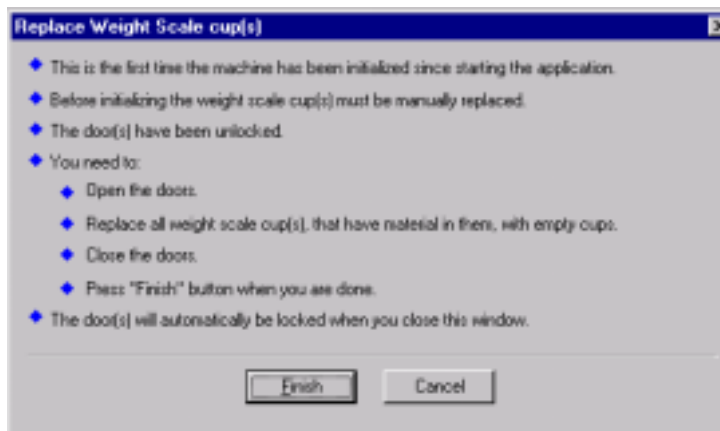 Replace Weight Scale cup(s)
This is the first time the machine has been initialized since starting the application.
Before initializing the weight scale cup(s) must be manually replaced.
The door(s) have been unlocked.
You need to:
Open the doors.
Replace all weight scale cup(s), that have material in them, with empty cups.
Close the doors.
Press "Finish" button when you are done.
The door(s) will automatically be locked when you close this window.
Finish Cancel